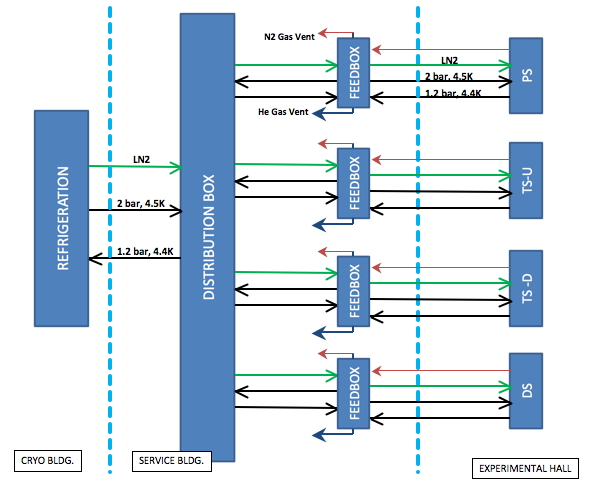 N2 Gas Vent
FEEDBOX
LN2
2 bar, 4.5K
1.2 bar, 4.4K
PS
He Gas Vent
REFRIGERATION
LN2
2 bar, 4.5K
1.2 bar, 4.4K
DISTRIBUTION BOX
FEEDBOX
TS-U
FEEDBOX
TS -D
FEEDBOX
DS
CRYO BLDG.
SERVICE BLDG.
EXPERIMENTAL HALL